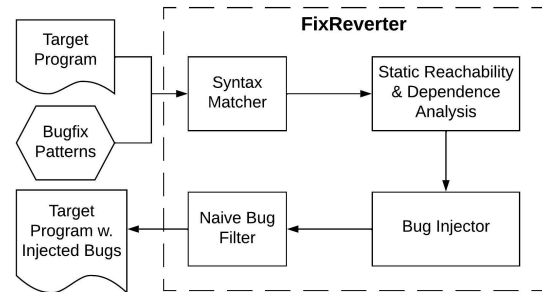 FixReverter
Target
Program
Bugfix
Patterns
Syntax
Matcher
Static Reachability
& Dependence
Analysis
Bug Injector
Naive Bug
Filter
Target
Program w.
Injected Bugs